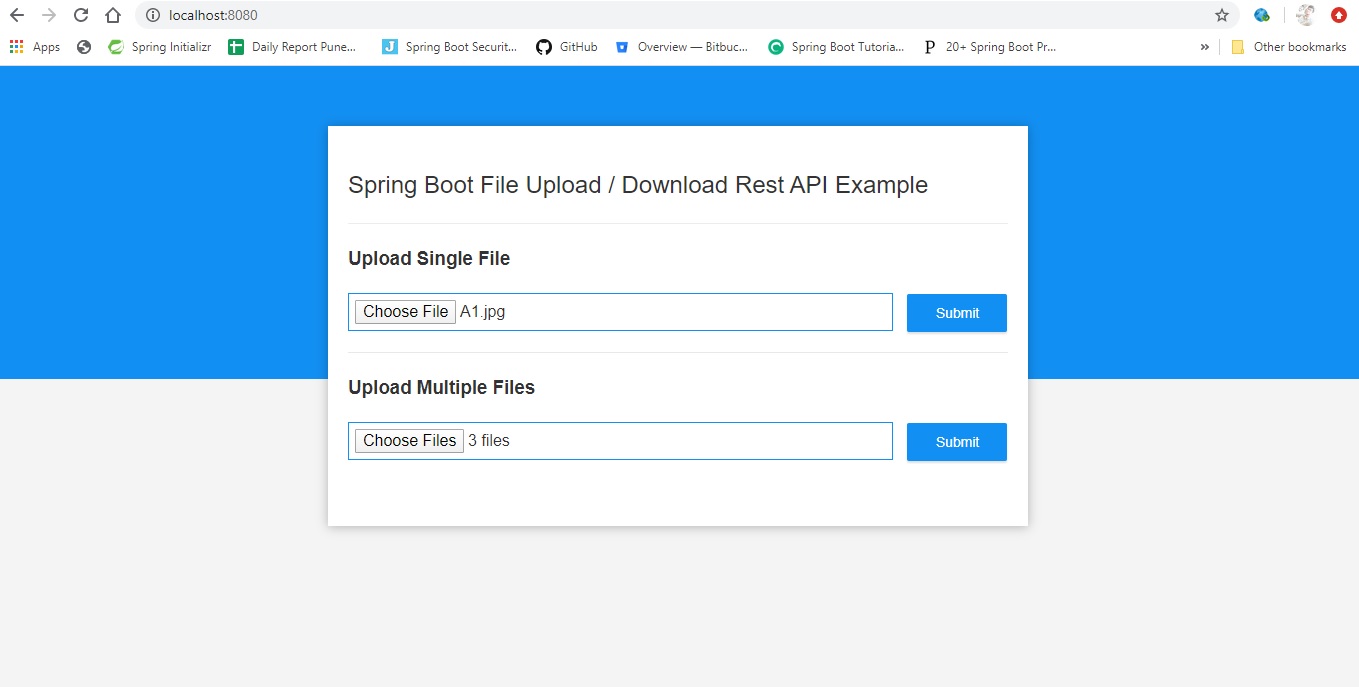 localhost:8080
Apps Spring Initializr Daily Report Pune... Spring Boot Securit... GitHub Overview — Bitbuc... Spring Boot Tutoria... 20+ Spring Boot Pr... » Other bookmarks
Spring Boot File Upload / Download Rest API Example
Upload Single File
Choose File A1.jpg Submit
Upload Multiple Files
Choose Files 3 files Submit